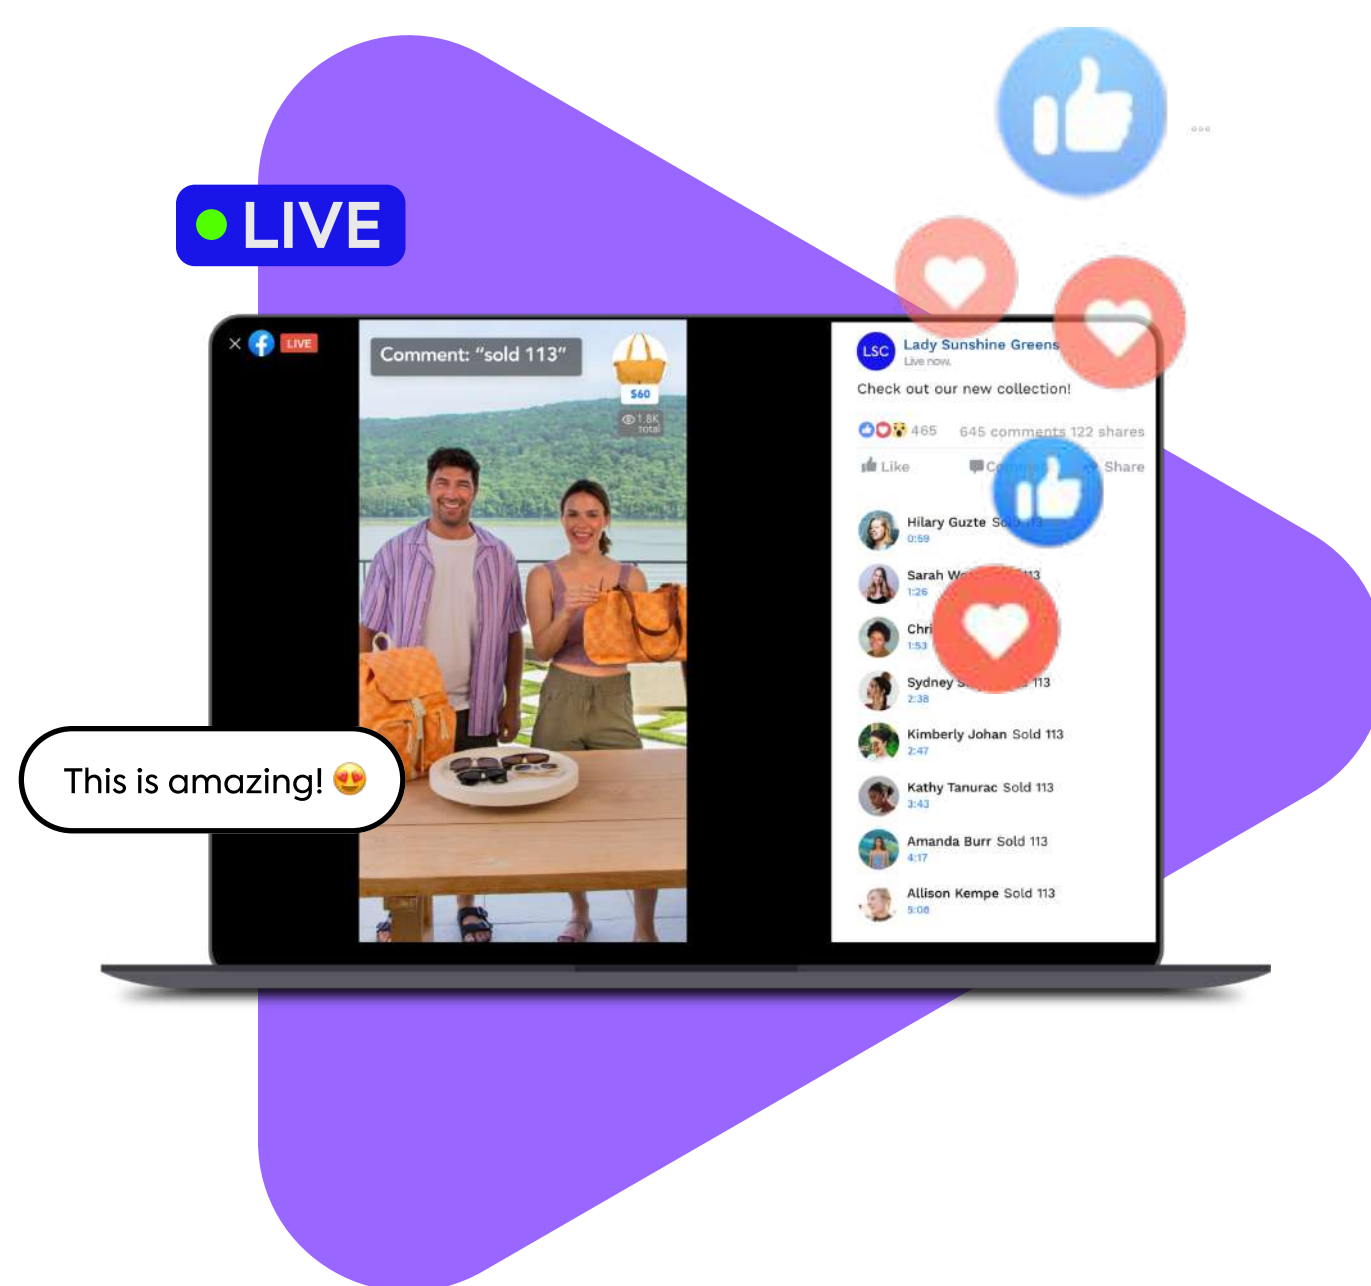 LIVE
LIVE
Comment: “sold 113”
$60
1.8K
total
LSC
Lady Sunshine Greens
Live now.
Check out our new collection!
465
645 comments 122 shares
Like
Share
Hilary Guzte
0:59
Sarah
113
1:26
1:53
Sydney
113
2:38
Kimberly Johan Sold 113
2:47
Kathy Tanurac Sold 113
3:43
Amanda Burr Sold 113
4:17
Allison Kempe Sold 113
5:08
This is amazing! 😍